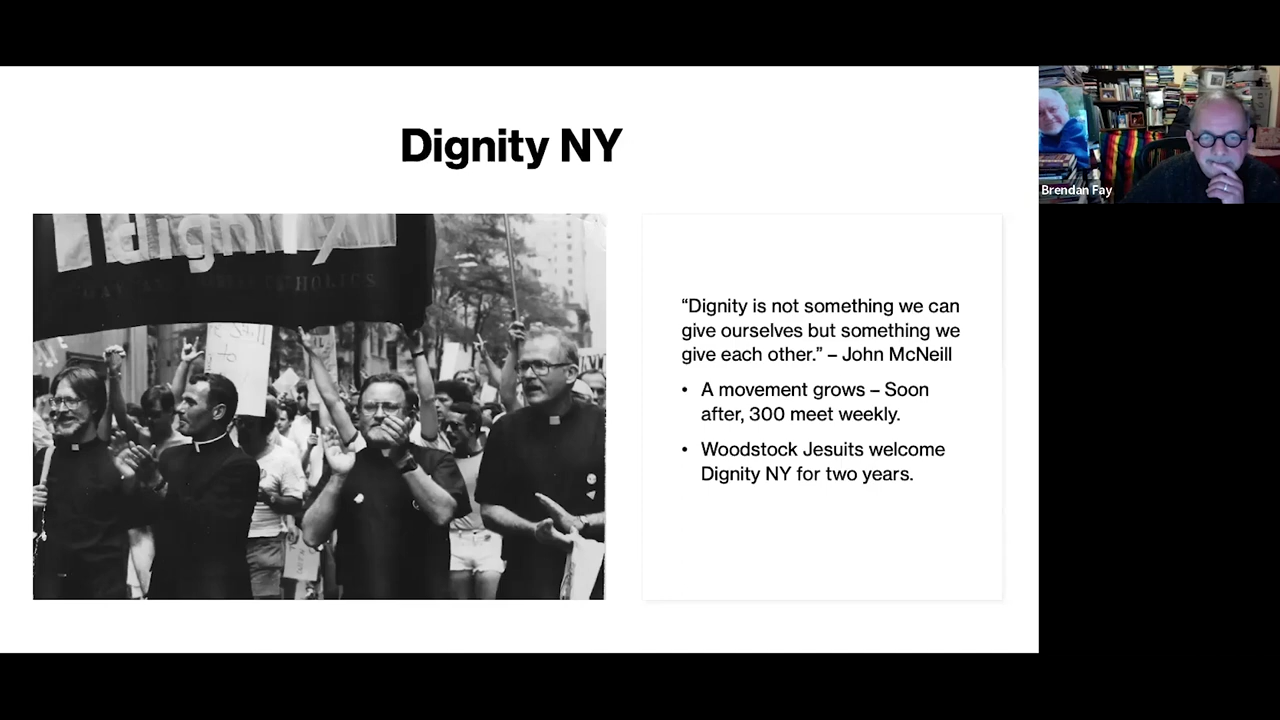 Dignity NY
dignity
CATHOLICS
“Dignity is not something we can
give ourselves but something we
give each other.” – John McNeill
• A movement grows – Soon
after, 300 meet weekly.
• Woodstock Jesuits welcome
Dignity NY for two years.
Brendan Fay